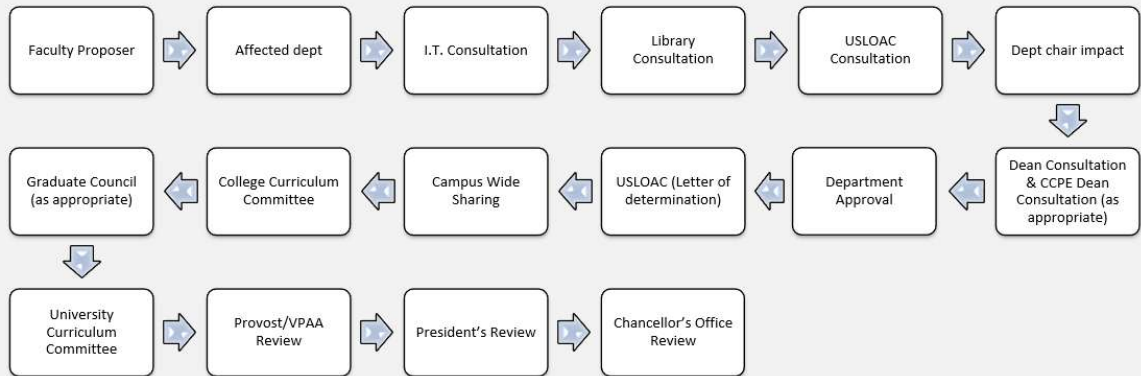 Faculty Proposer
Affected dept
I.T. Consultation
Library
Consultation
USLOAC
Consultation
Dept chair impact
Dean Consultation
& CCPE Dean
Consultation (as
appropriate)
Department
Approval
USLOAC (Letter of
determination)
Campus Wide
Sharing
College Curriculum
Committee
Graduate Council
(as appropriate)
University
Curriculum
Committee
Provost/VPAA
Review
President's Review
Chancellor's Office
Review